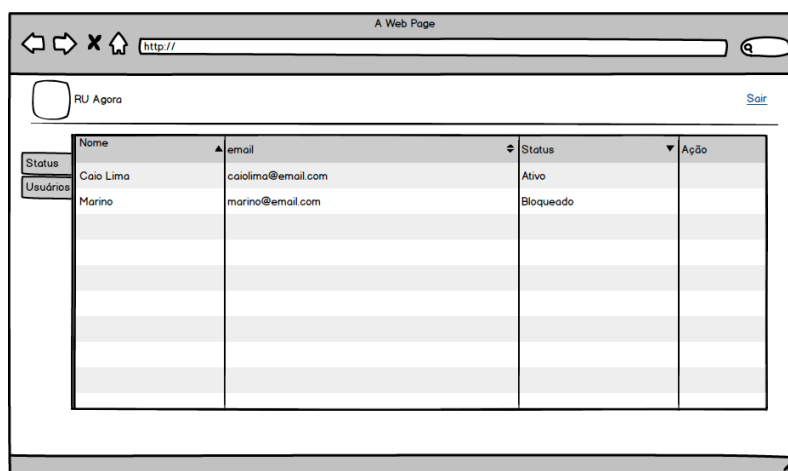 A Web Page
http://
RU Agora
Sair
Status
Usuários
Nome email Status Ação
Caio Lima caiolima@email.com Ativo
Marino marino@email.com Bloqueado